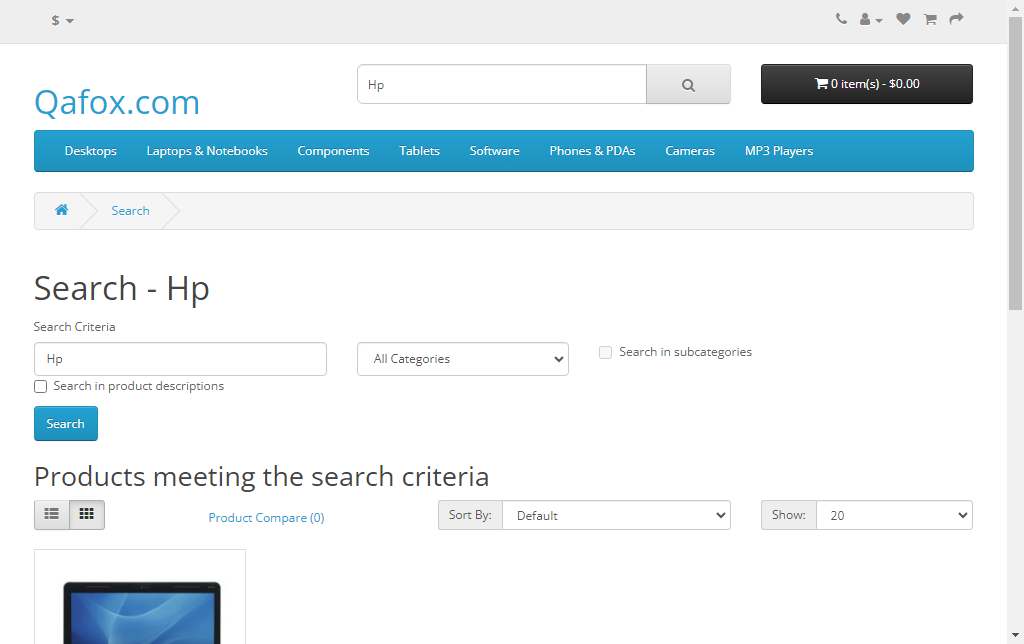 $
Hp
0 item(s) - $0.00
Qafox.com
Desktops Laptops & Notebooks Components Tablets Software Phones & PDAs Cameras MP3 Players
Search
Search - Hp
Search Criteria
Hp All Categories Search in subcategories
Search in product descriptions
Search
Products meeting the search criteria
Product Compare (0) Sort By: Default Show: 20